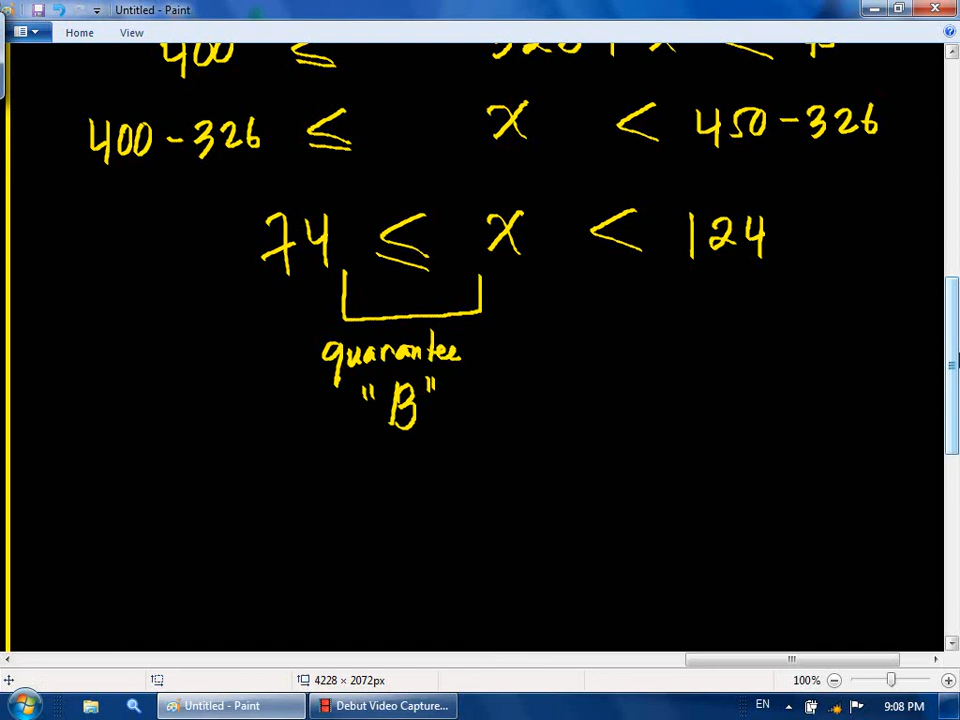 Untitled - Paint
Home View
400 ≤
400 - 326 ≤ x < 450 - 326
74 ≤ x < 124
guarantee
"B"
4228 × 2072px
100%
Untitled - Paint
Debut Video Capture...
EN
9:08 PM